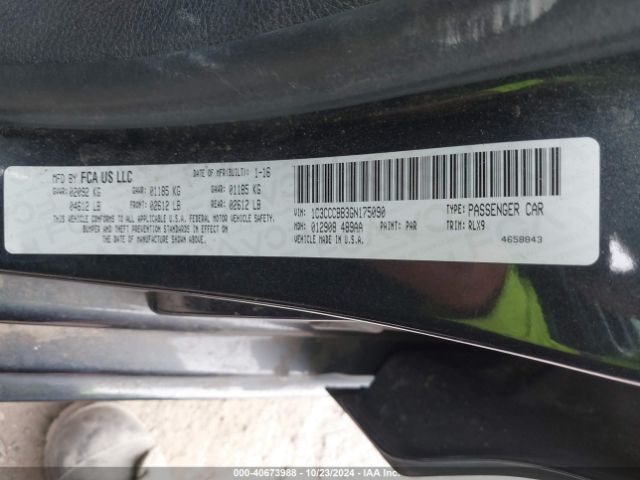 MFD BY FCA US LLC DATE OF MFR(BUILT): 1-16
GVWR: 02092 KG GAWR: 01185 KG GAWR: 01185 KG
04612 LB FRONT: 02612 LB REAR: 02612 LB
THIS VEHICLE CONFORMS TO ALL APPLICABLE U.S.A. FEDERAL MOTOR VEHICLE SAFETY,
BUMPER AND THEFT PREVENTION STANDARDS IN EFFECT
ON THE DATE OF MANUFACTURE SHOWN ABOVE.
VIN: 1C3CCCBB3GN175090 TYPE: PASSENGER CAR
MDH: 012908 489AA PAINT: PAR TRIM: RLX9
VEHICLE MADE IN U.S.A. 4658843
000-40673988 | 10/23/2024 | IAA Inc.